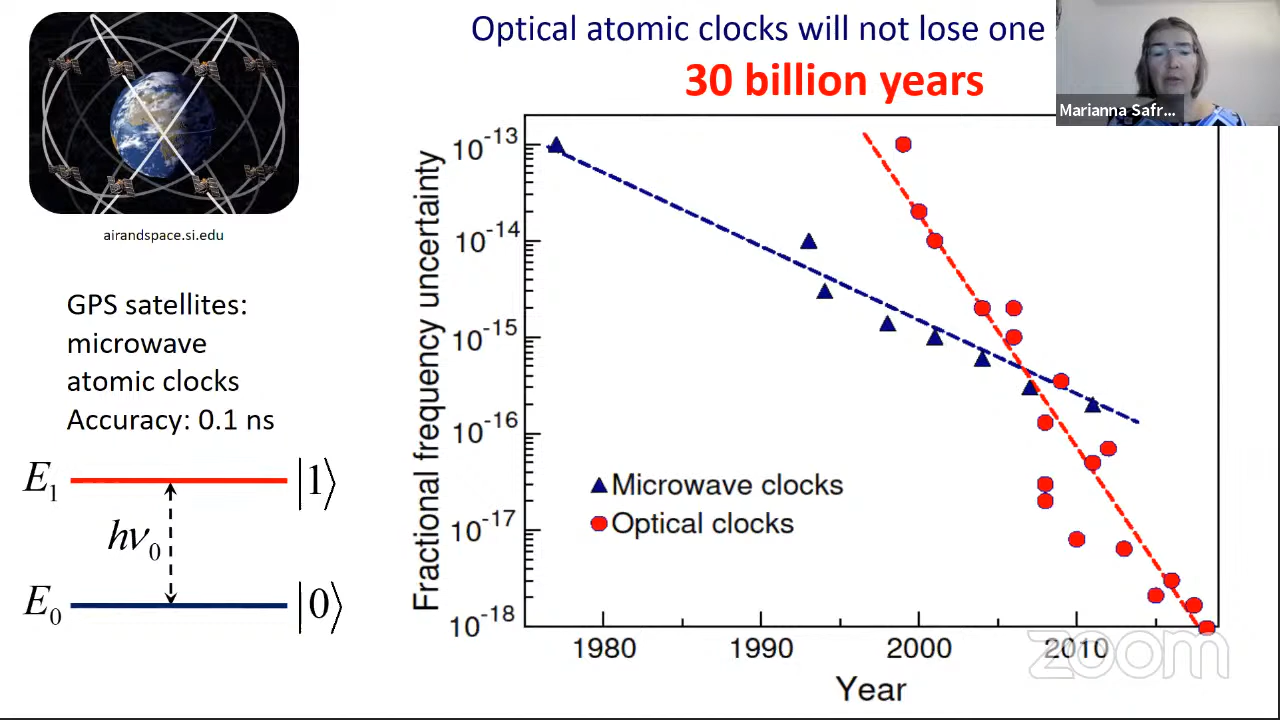 Optical atomic clocks will not lose one
30 billion years
Marianna Safr...
airandspace.si.edu
GPS satellites:
microwave
atomic clocks
Accuracy: 0.1 ns
E₁ |1⟩
hν₀
E₀ |0⟩
Fractional frequency uncertainty
10⁻¹³
10⁻¹⁴
10⁻¹⁵
10⁻¹⁶
10⁻¹⁷
10⁻¹⁸
Microwave clocks
Optical clocks
1980 1990 2000 2010
Year
zoom